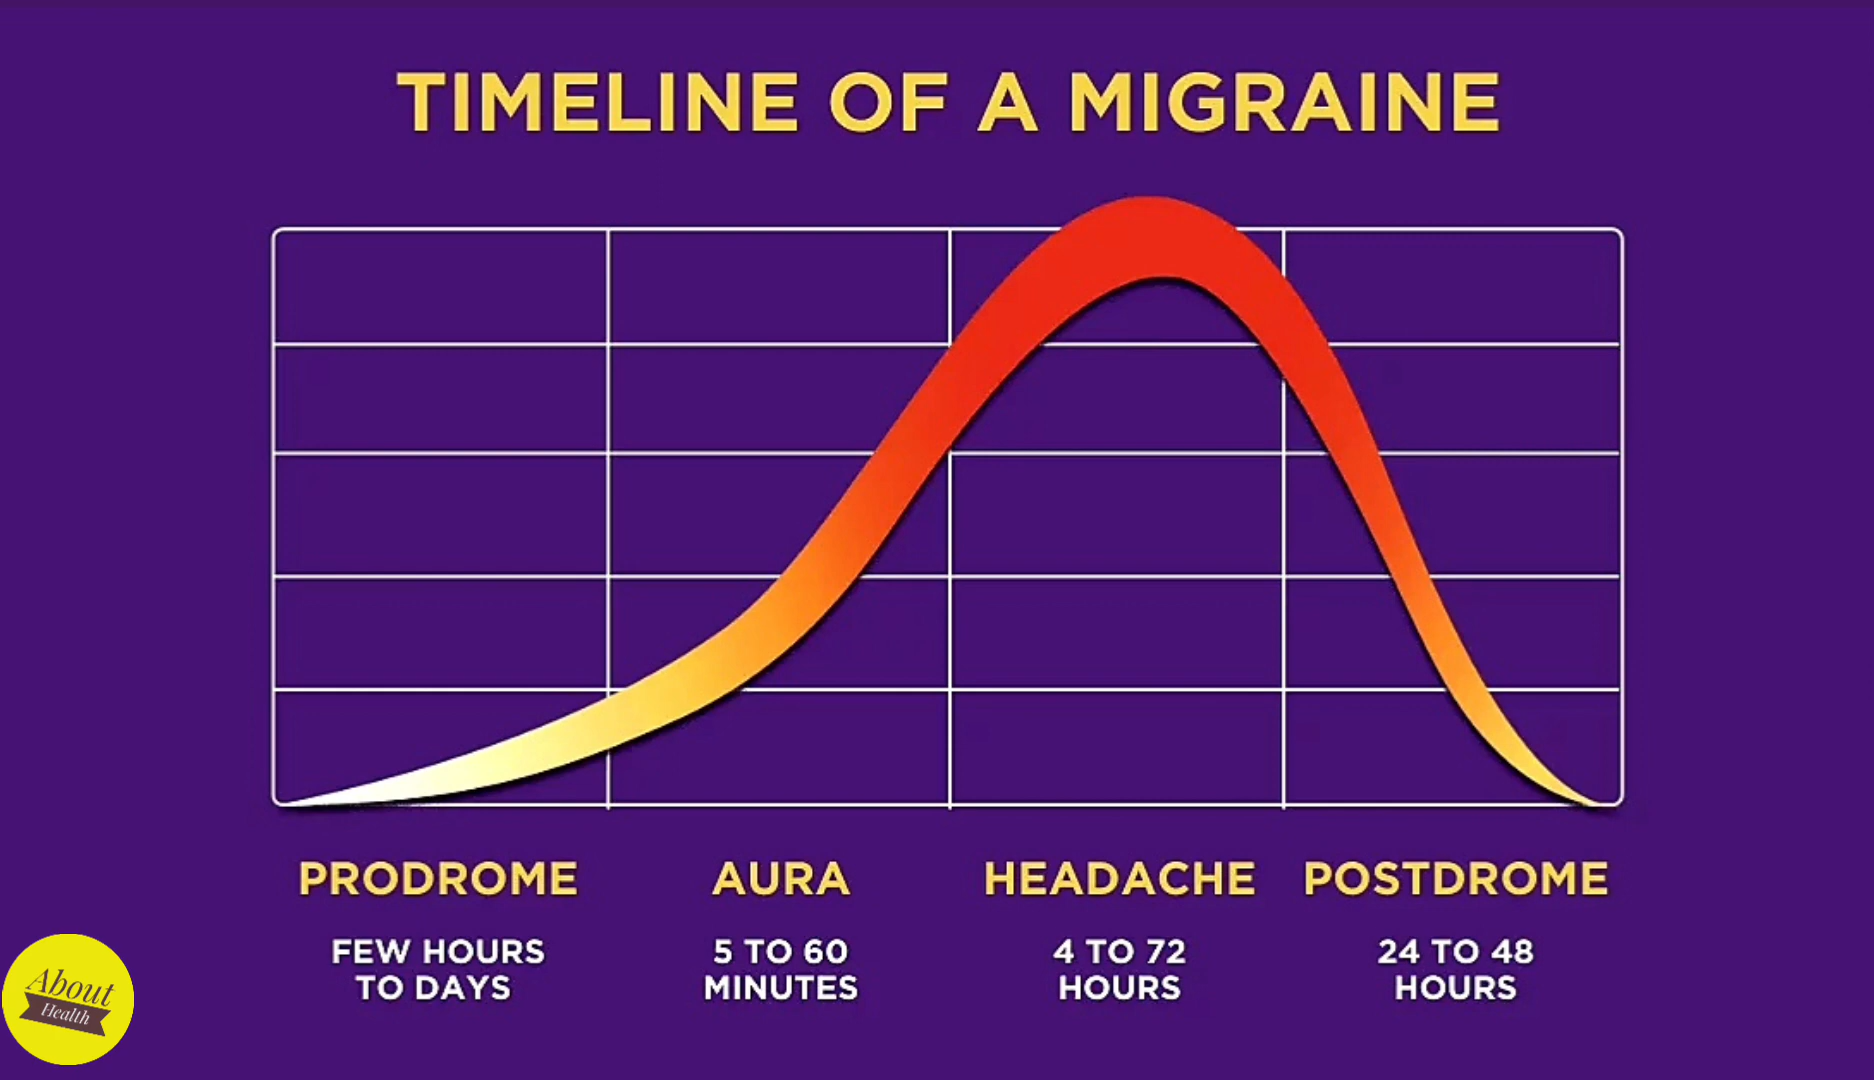 TIMELINE OF A MIGRAINE
PRODROME
FEW HOURS
TO DAYS
AURA
5 TO 60
MINUTES
HEADACHE
4 TO 72
HOURS
POSTDROME
24 TO 48
HOURS
About
Health